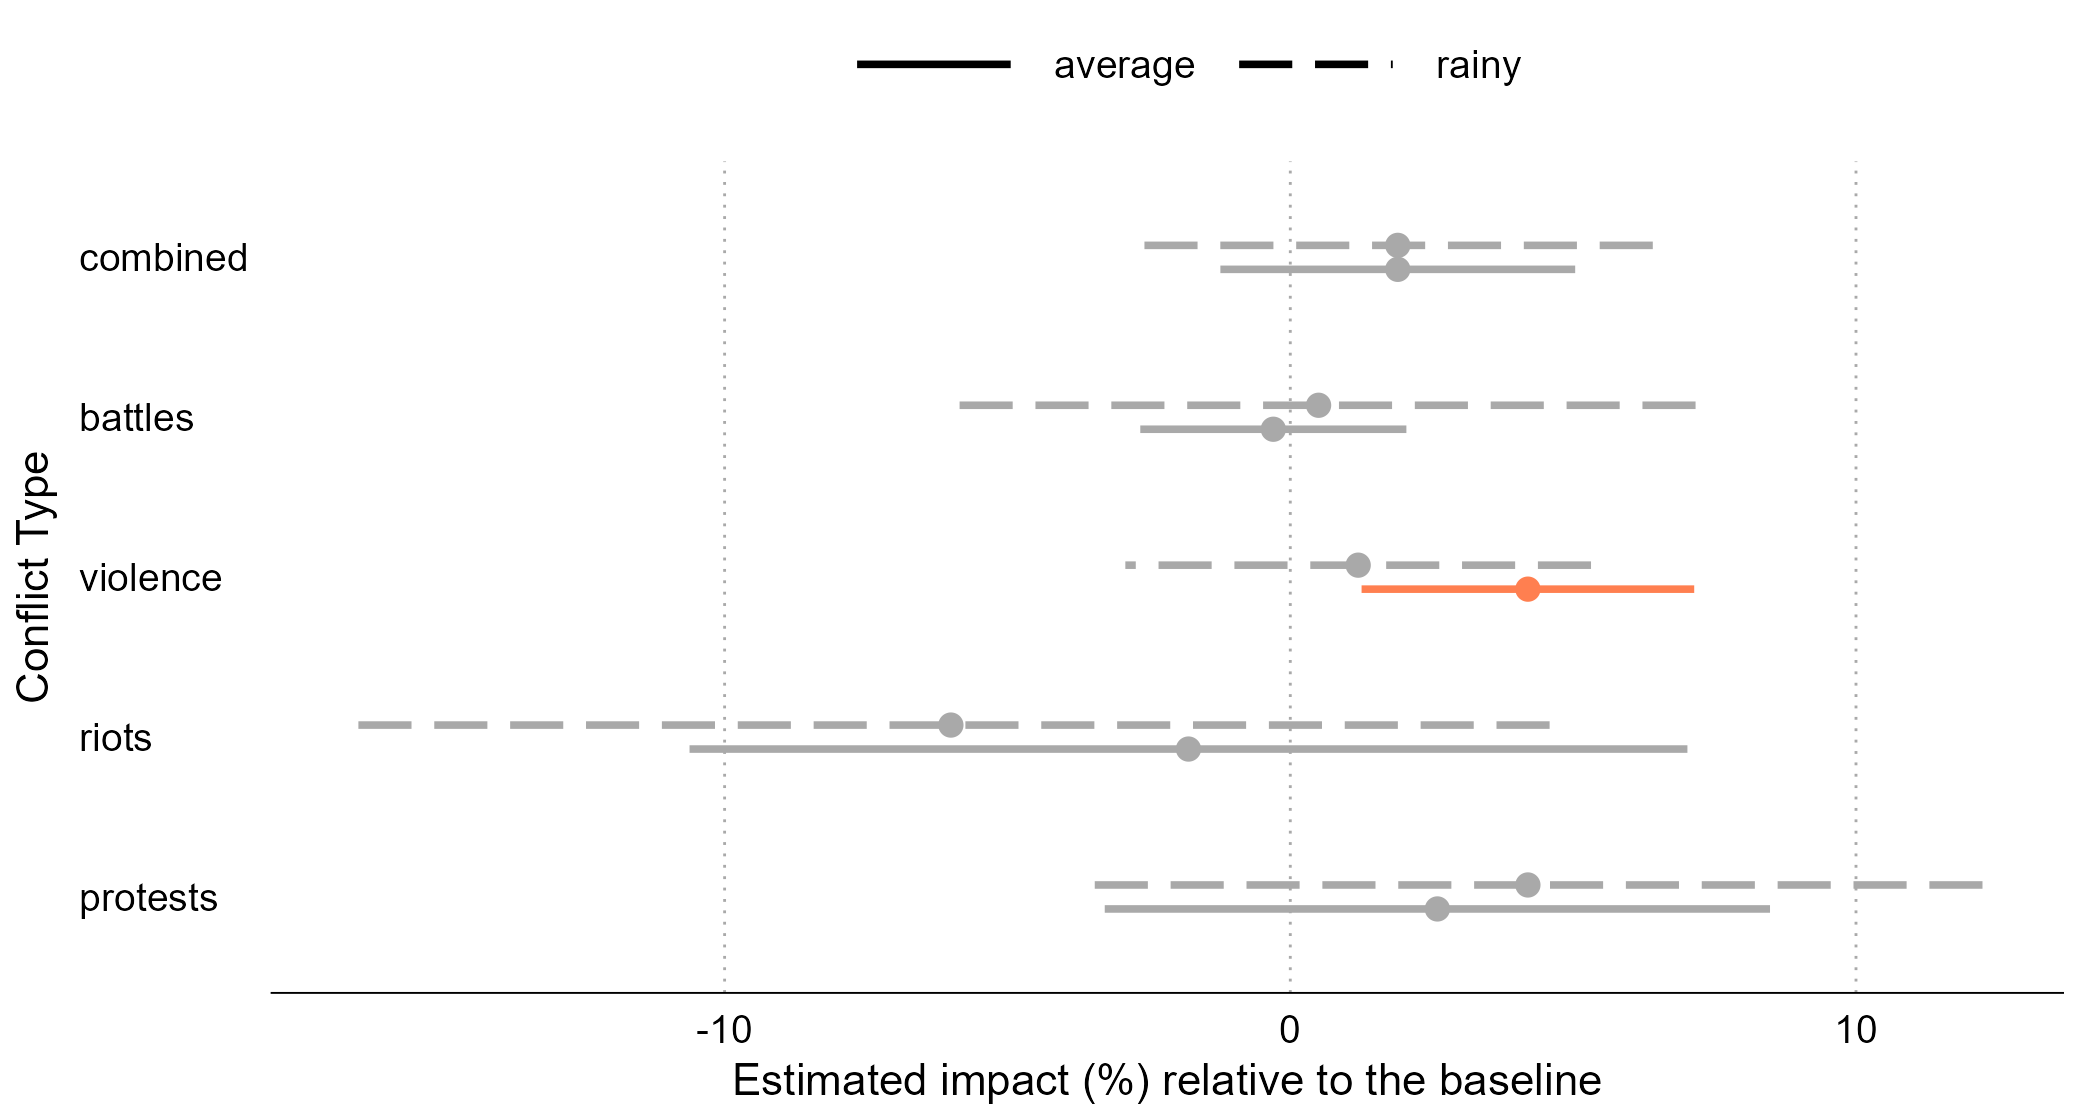 average rainy
combined
battles
violence
riots
protests
Conflict Type
-10 0 10
Estimated impact (%) relative to the baseline